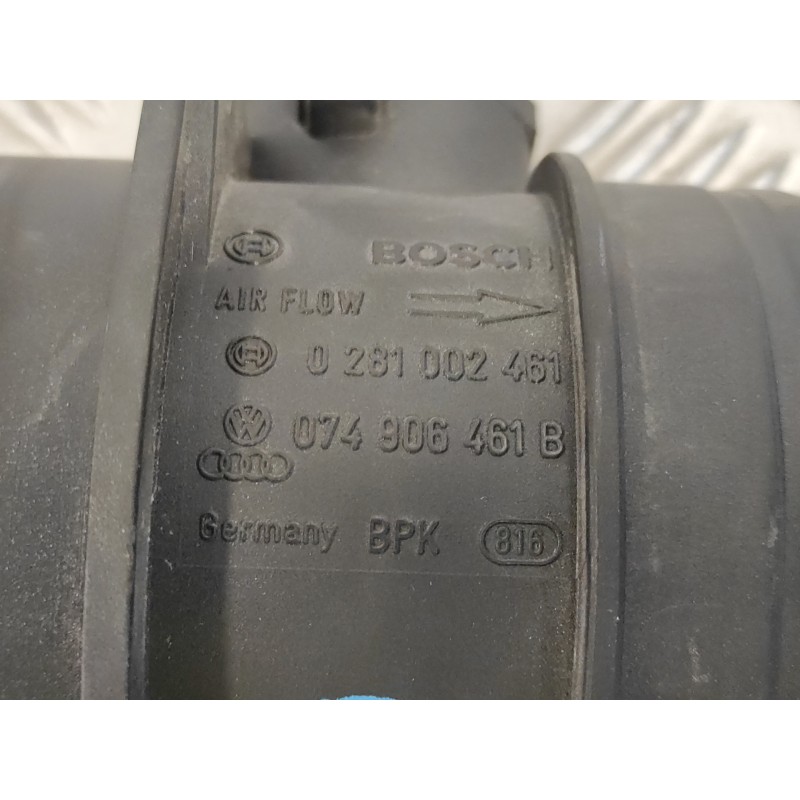 BOSCH
AIR FLOW
0 281 002 461
074 906 461 B
Germany BPK 816